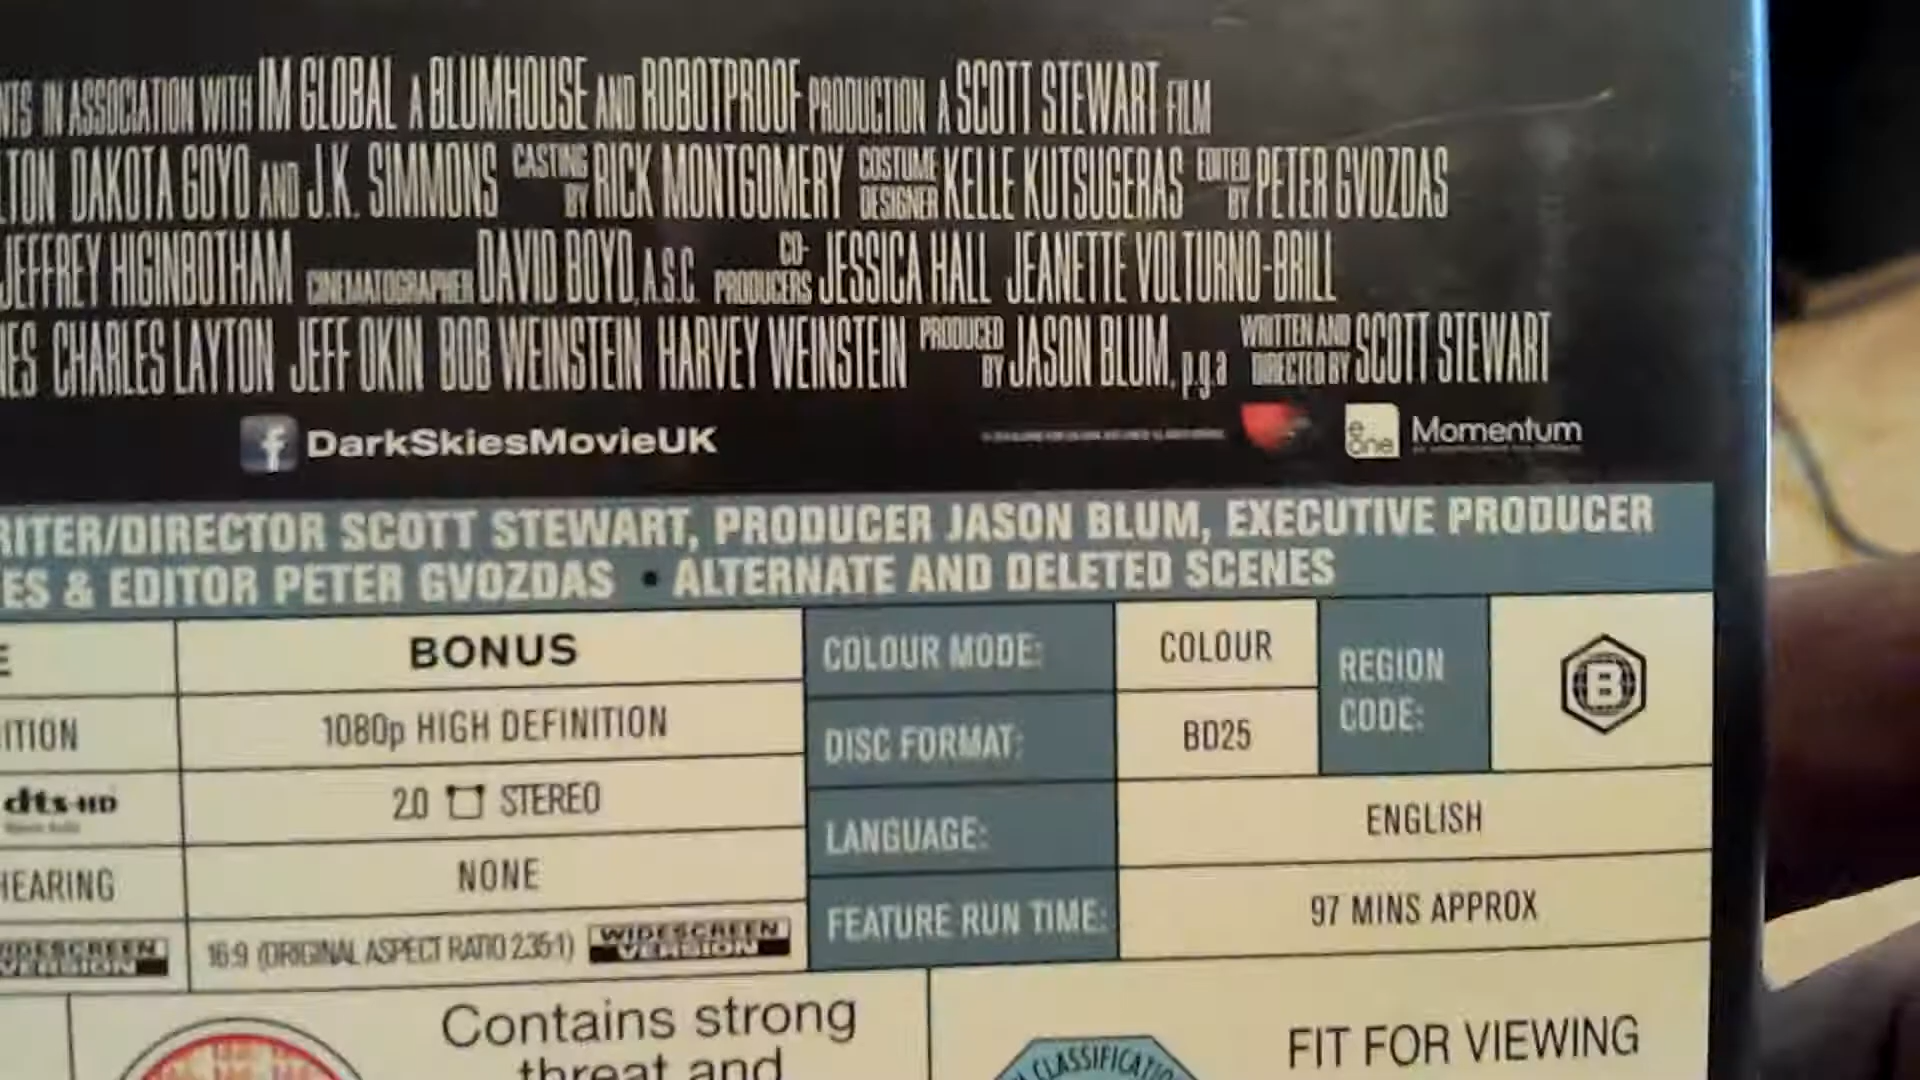 NTS IN ASSOCIATION WITH IM GLOBAL A BLUMHOUSE AND ROBOTPROOF PRODUCTION A SCOTT STEWART FILM
LTON DAKOTA GOYO AND J.K. SIMMONS CASTING BY RICK MONTGOMERY COSTUME DESIGNER KELLE KUTSUGERAS EDITED BY PETER GVOZDAS
JEFFREY HIGINBOTHAM CINEMATOGRAPHER DAVID BOYD, A.S.C. CO-PRODUCERS JESSICA HALL JEANETTE VOLTURNO-BRILL
NES CHARLES LAYTON JEFF OKIN BOB WEINSTEIN HARVEY WEINSTEIN PRODUCED BY JASON BLUM, p.g.a WRITTEN AND DIRECTED BY SCOTT STEWART
f DarkSkiesMovieUK
e one Momentum
RITER/DIRECTOR SCOTT STEWART, PRODUCER JASON BLUM, EXECUTIVE PRODUCER
ES & EDITOR PETER GVOZDAS • ALTERNATE AND DELETED SCENES
E BONUS COLOUR MODE: COLOUR REGION CODE: B
ITION 1080p HIGH DEFINITION DISC FORMAT: BD25
dts-HD 2.0 STEREO LANGUAGE: ENGLISH
HEARING NONE FEATURE RUN TIME: 97 MINS APPROX
WIDESCREEN VERSION 16:9 (ORIGINAL ASPECT RATIO 2.35:1) WIDESCREEN VERSION
Contains strong
threat and
CLASSIFICATIO
FIT FOR VIEWING